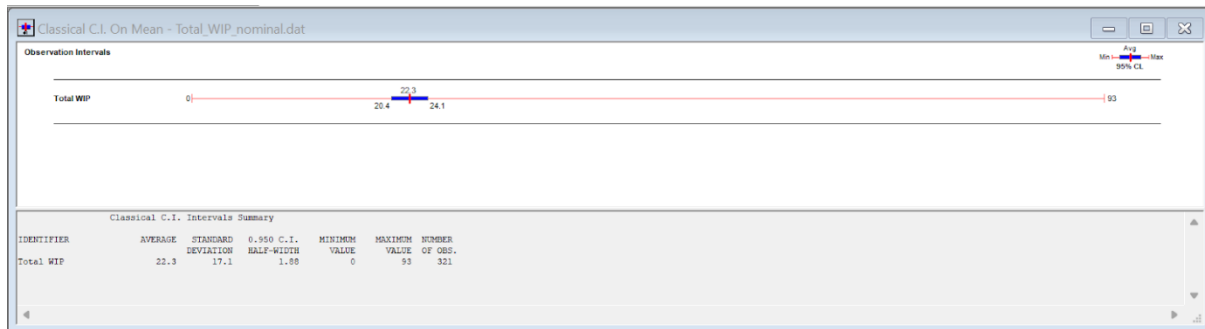 Classical C.I. On Mean - Total_WIP_nominal.dat
Observation Intervals
Avg
Min Max
95% CL
Total WIP 0 22.3 93
20.4 24.1
Classical C.I. Intervals Summary
IDENTIFIER AVERAGE STANDARD 0.950 C.I. MINIMUM MAXIMUM NUMBER
DEVIATION HALF-WIDTH VALUE VALUE OF OBS.
Total WIP 22.3 17.1 1.88 0 93 321